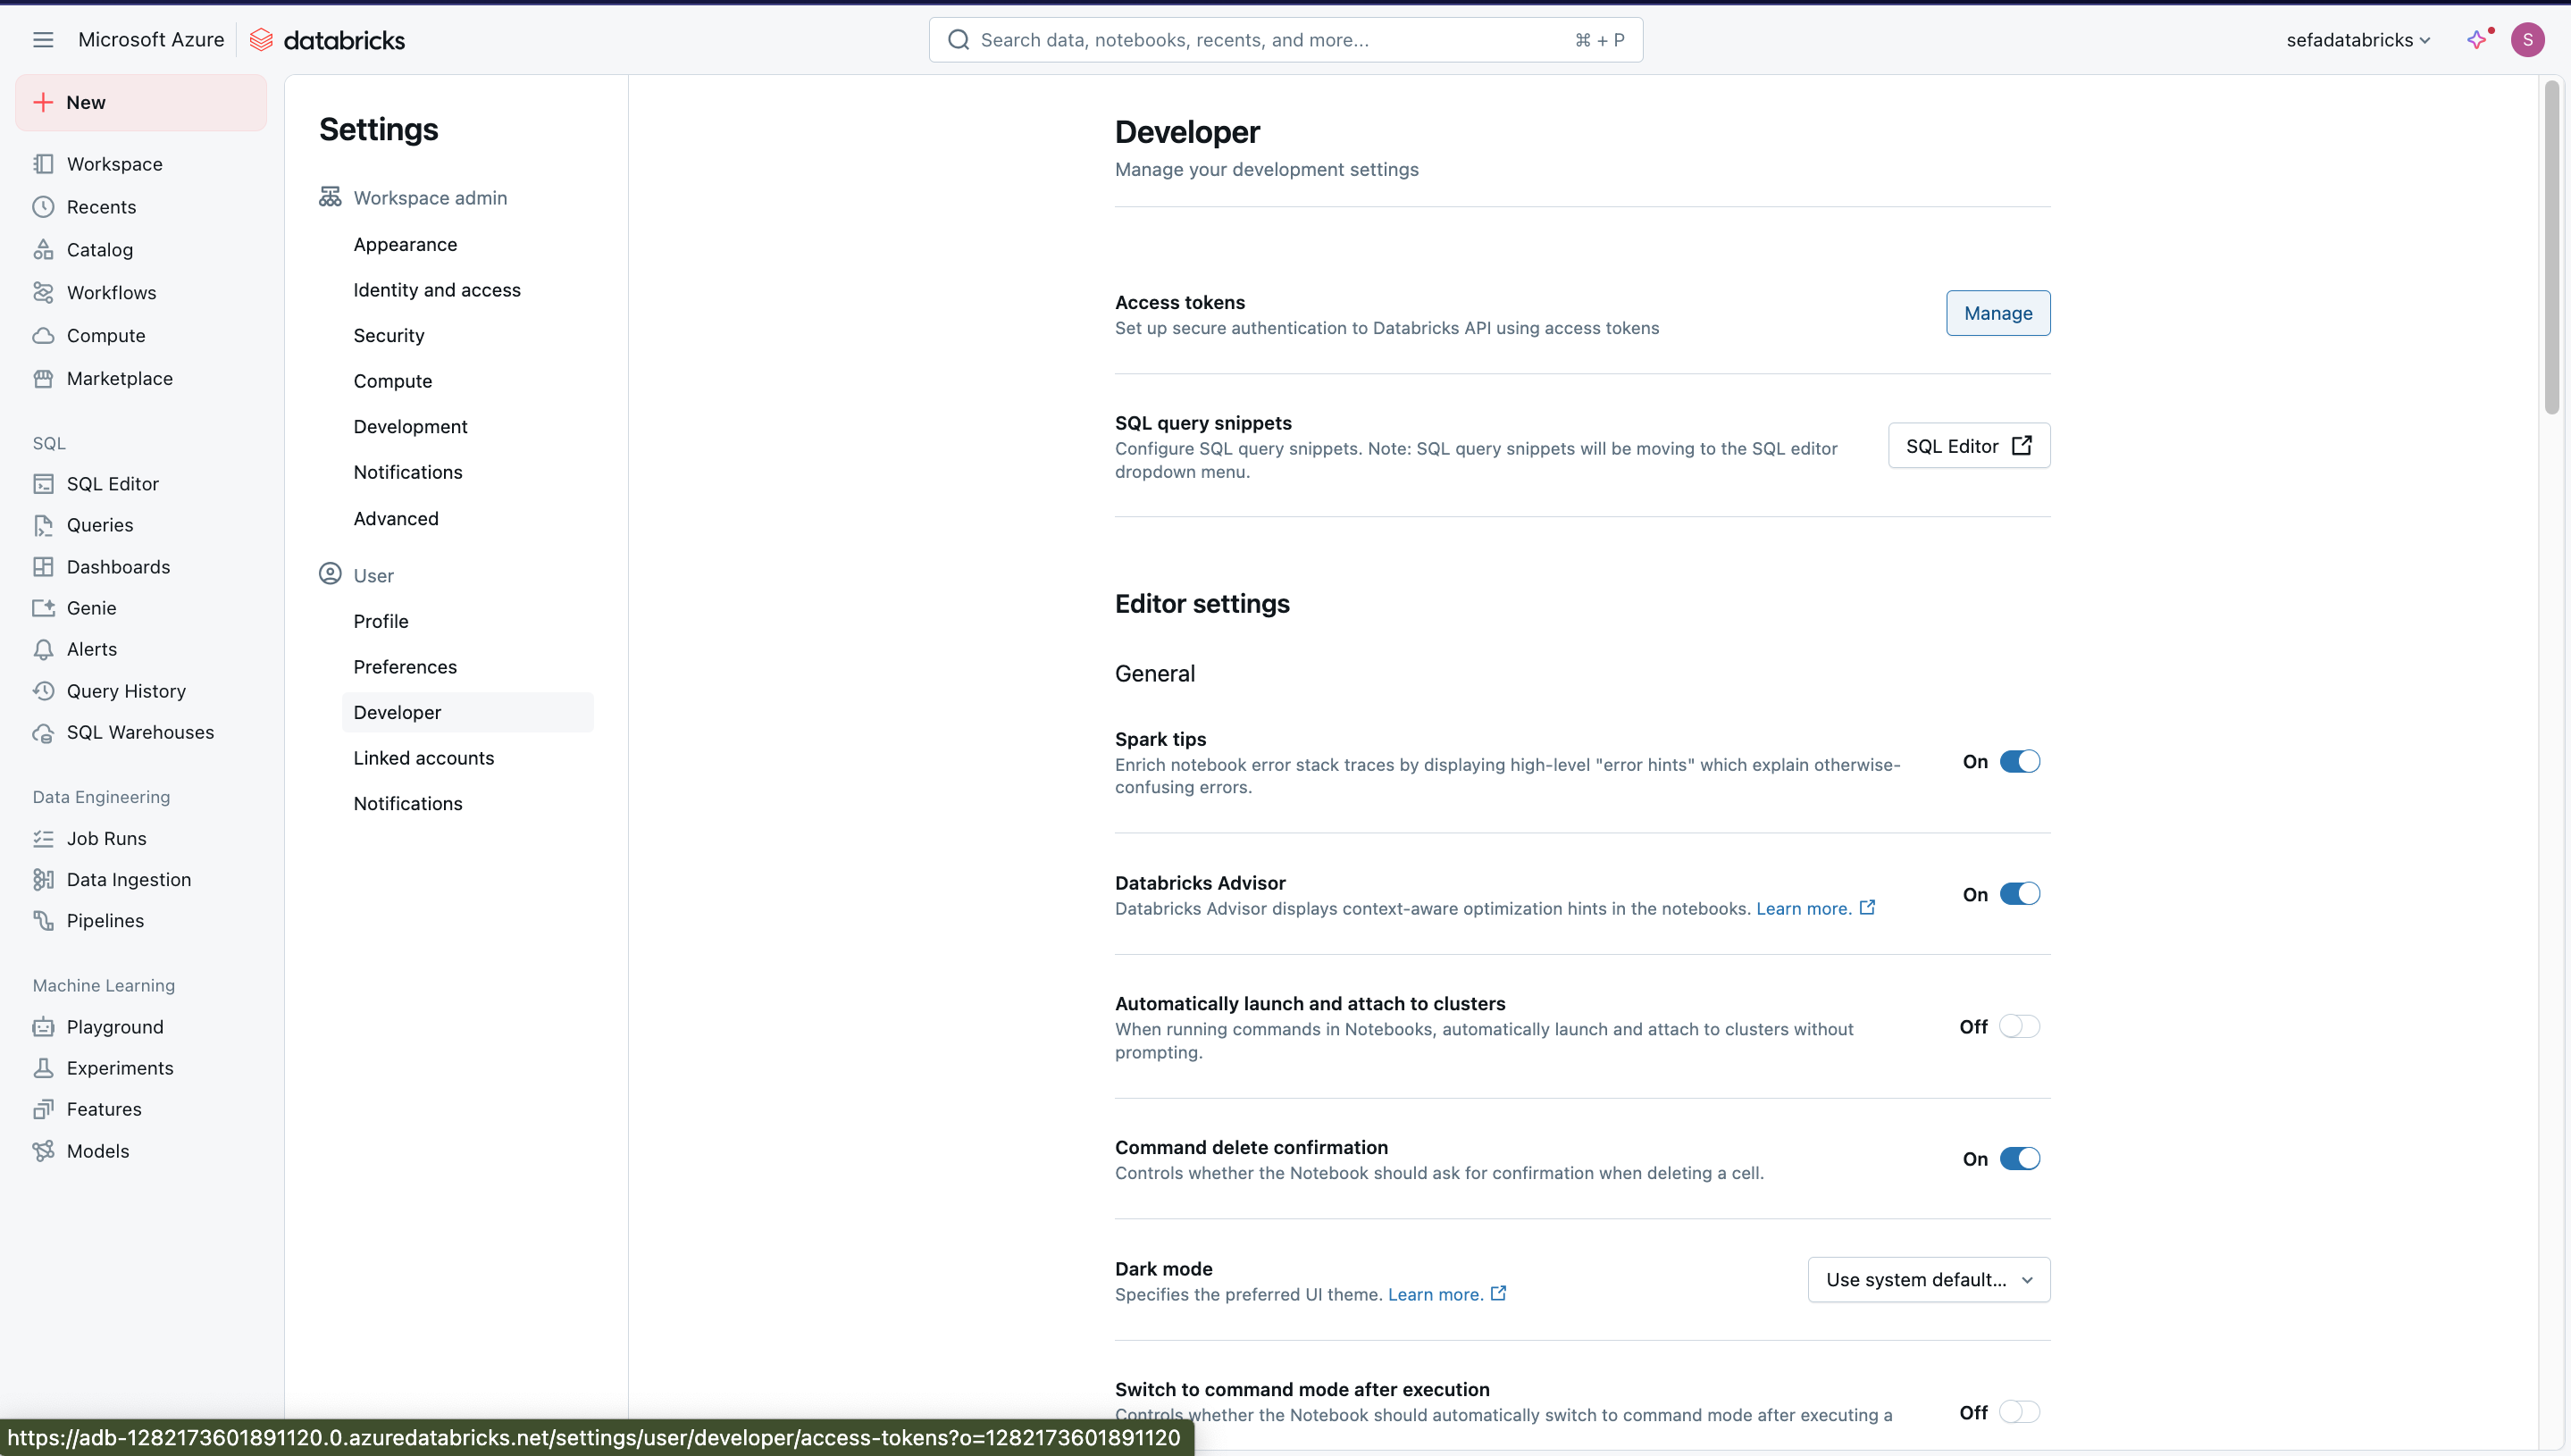 Microsoft Azure
databricks
Search data, notebooks, recents, and more...
⌘ + P
sefadatabricks
S
New
Workspace
Recents
Catalog
Workflows
Compute
Marketplace
SQL
SQL Editor
Queries
Dashboards
Genie
Alerts
Query History
SQL Warehouses
Data Engineering
Job Runs
Data Ingestion
Pipelines
Machine Learning
Playground
Experiments
Features
Models
Settings
Workspace admin
Appearance
Identity and access
Security
Compute
Development
Notifications
Advanced
User
Profile
Preferences
Developer
Linked accounts
Notifications
Developer
Manage your development settings
Access tokens
Set up secure authentication to Databricks API using access tokens
Manage
SQL query snippets
Configure SQL query snippets. Note: SQL query snippets will be moving to the SQL editor
dropdown menu.
SQL Editor
Editor settings
General
Spark tips
Enrich notebook error stack traces by displaying high-level "error hints" which explain otherwise-
confusing errors.
On
Databricks Advisor
Databricks Advisor displays context-aware optimization hints in the notebooks. Learn more.
On
Automatically launch and attach to clusters
When running commands in Notebooks, automatically launch and attach to clusters without
prompting.
Off
Command delete confirmation
Controls whether the Notebook should ask for confirmation when deleting a cell.
On
Dark mode
Specifies the preferred UI theme. Learn more.
Use system default...
Switch to command mode after execution
Controls whether the Notebook should automatically switch to command mode after executing a
Off
https://adb-1282173601891120.0.azuredatabricks.net/settings/user/developer/access-tokens?o=1282173601891120